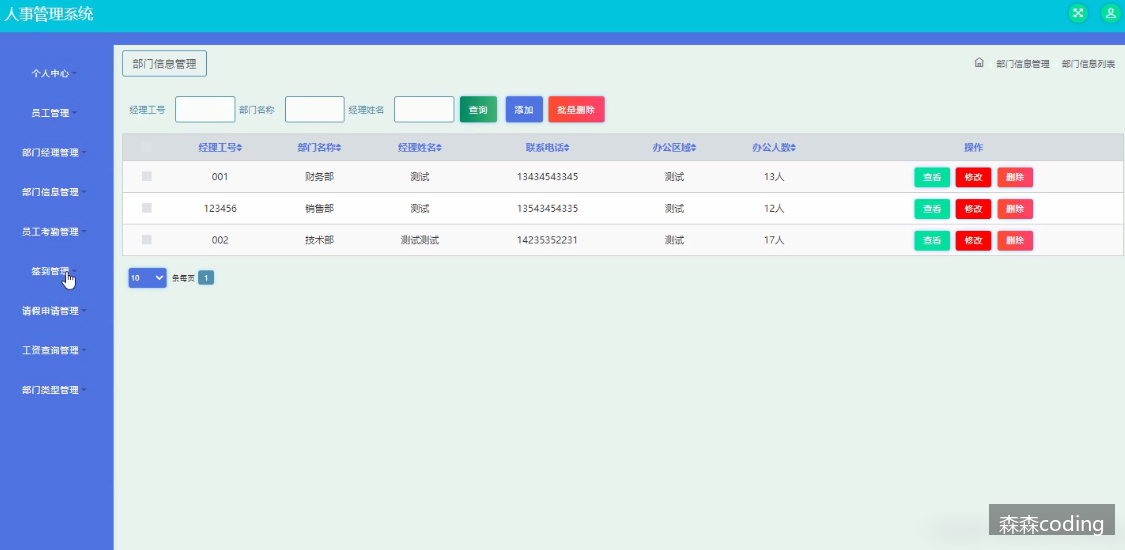 人事管理系统
个人中心
员工管理
部门经理管理
部门信息管理
员工考勤管理
签到管理
请假申请管理
工资查询管理
部门类型管理
部门信息管理
部门信息管理 部门信息列表
经理工号 部门名称 经理姓名 查询 添加 批量删除
经理工号 部门名称 经理姓名 联系电话 办公区域 办公人数 操作
001 财务部 测试 13434543345 测试 13人 查看 修改 删除
123456 销售部 测试 13543454335 测试 12人 查看 修改 删除
002 技术部 测试测试 14235352231 测试 17人 查看 修改 删除
10 条每页 1
森森coding